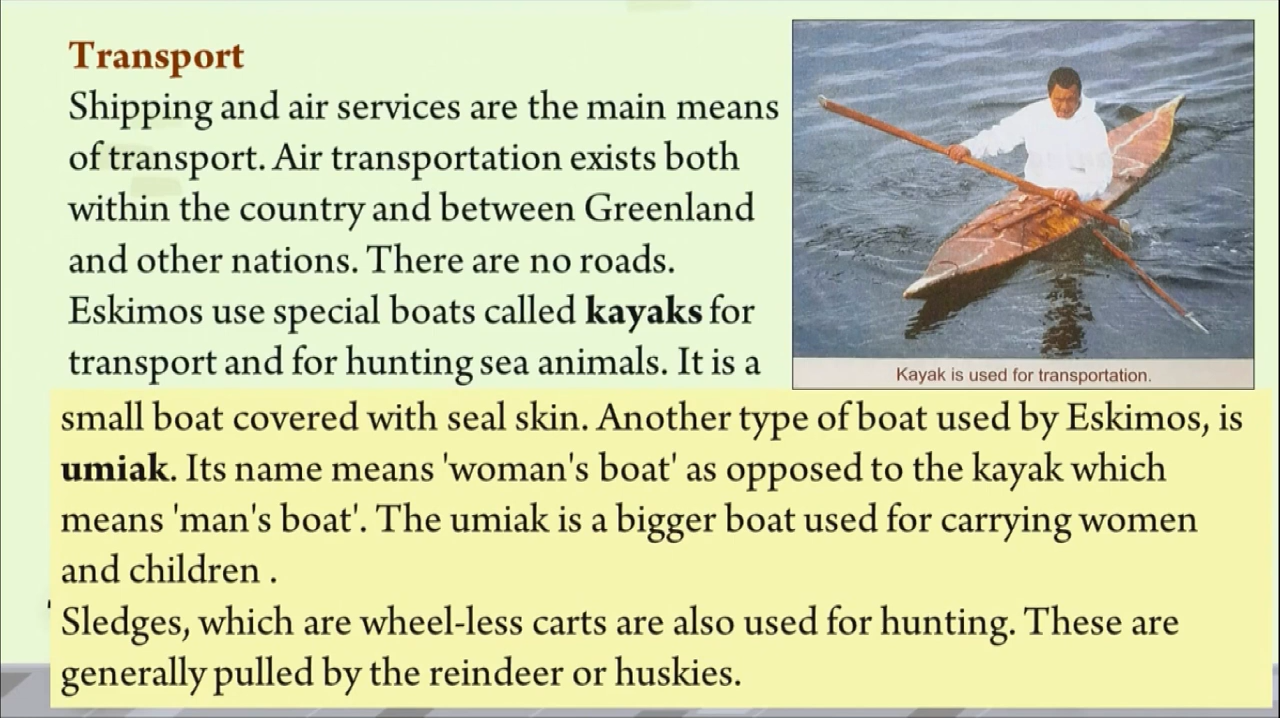 Transport
Shipping and air services are the main means
of transport. Air transportation exists both
within the country and between Greenland
and other nations. There are no roads.
Eskimos use special boats called kayaks for
transport and for hunting sea animals. It is a
Kayak is used for transportation.
small boat covered with seal skin. Another type of boat used by Eskimos, is
umiak. Its name means 'woman's boat' as opposed to the kayak which
means 'man's boat'. The umiak is a bigger boat used for carrying women
and children .
Sledges, which are wheel-less carts are also used for hunting. These are
generally pulled by the reindeer or huskies.